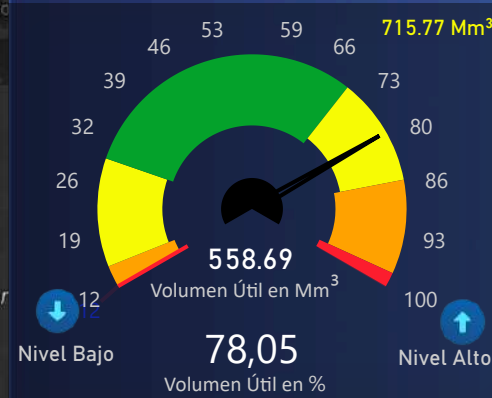 715.77 Mm³
53 59
46 66
39 73
32 80
26 86
19 93
12 100
12
558.69
Volumen Útil en Mm³
78,05
Volumen Útil en %
Nivel Bajo
Nivel Alto